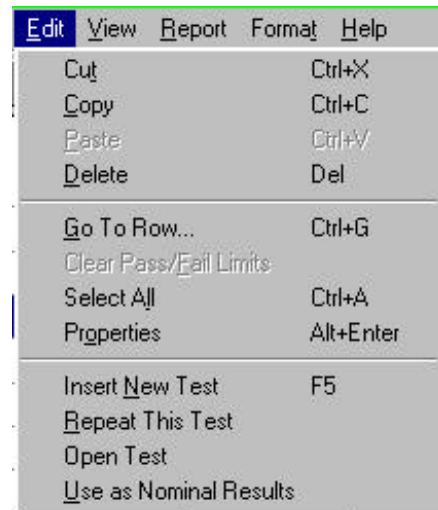 Edit View Report Format Help
Cut Ctrl+X
Copy Ctrl+C
Paste Ctrl+V
Delete Del
Go To Row... Ctrl+G
Clear Pass/Fail Limits
Select All Ctrl+A
Properties Alt+Enter
Insert New Test F5
Repeat This Test
Open Test
Use as Nominal Results